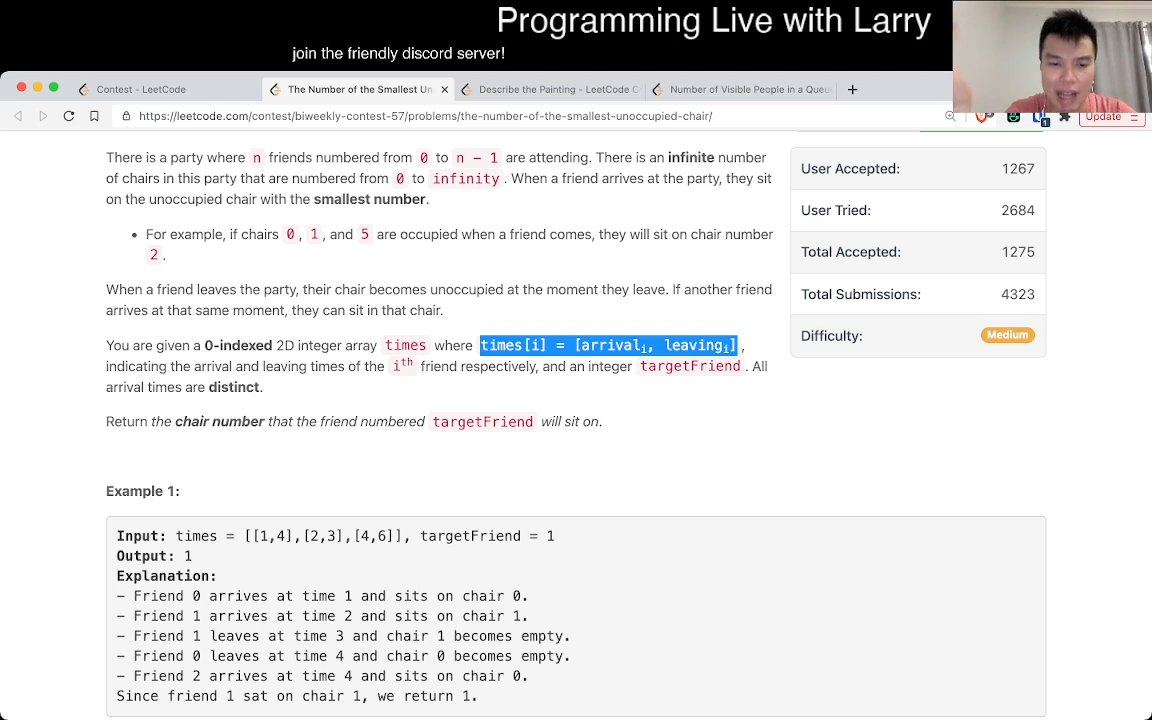 Programming Live with Larry
join the friendly discord server!
Contest - LeetCode
The Number of the Smallest Un
Describe the Painting - LeetCode C
Number of Visible People in a Queu
https://leetcode.com/contest/biweekly-contest-57/problems/the-number-of-the-smallest-unoccupied-chair/
Update
There is a party where n friends numbered from 0 to n - 1 are attending. There is an infinite number
of chairs in this party that are numbered from 0 to infinity. When a friend arrives at the party, they sit
on the unoccupied chair with the smallest number.
• For example, if chairs 0, 1, and 5 are occupied when a friend comes, they will sit on chair number
2.
When a friend leaves the party, their chair becomes unoccupied at the moment they leave. If another friend
arrives at that same moment, they can sit in that chair.
You are given a 0-indexed 2D integer array times where times[i] = [arrivali, leavingi],
indicating the arrival and leaving times of the ith friend respectively, and an integer targetFriend. All
arrival times are distinct.
Return the chair number that the friend numbered targetFriend will sit on.
Example 1:
Input: times = [[1,4],[2,3],[4,6]], targetFriend = 1
Output: 1
Explanation:
- Friend 0 arrives at time 1 and sits on chair 0.
- Friend 1 arrives at time 2 and sits on chair 1.
- Friend 1 leaves at time 3 and chair 1 becomes empty.
- Friend 0 leaves at time 4 and chair 0 becomes empty.
- Friend 2 arrives at time 4 and sits on chair 0.
Since friend 1 sat on chair 1, we return 1.
User Accepted: 1267
User Tried: 2684
Total Accepted: 1275
Total Submissions: 4323
Difficulty: Medium